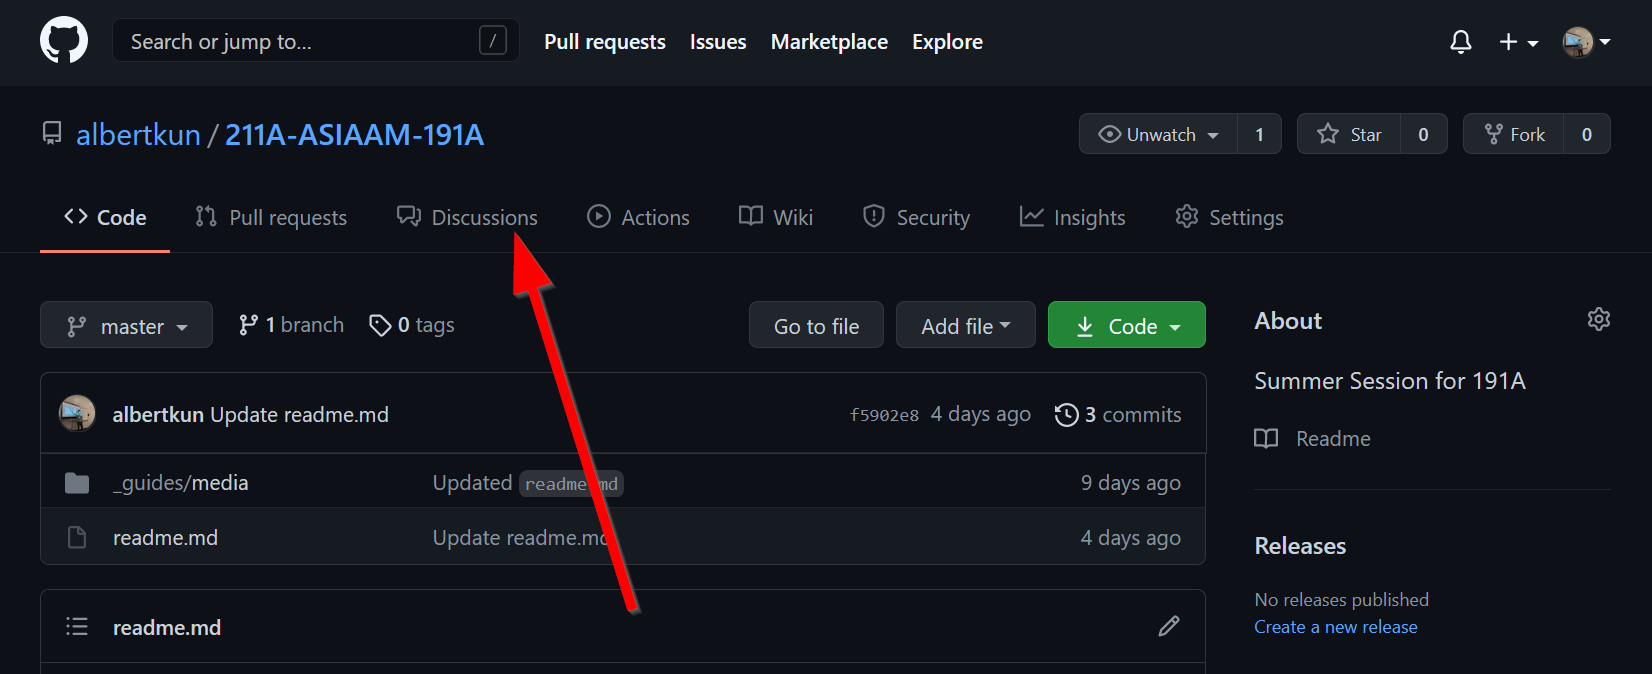 Search or jump to... / Pull requests Issues Marketplace Explore
albertkun / 211A-ASIAAM-191A Unwatch 1 Star 0 Fork 0
Code Pull requests Discussions Actions Wiki Security Insights Settings
master 1 branch 0 tags Go to file Add file Code About
Summer Session for 191A
albertkun Update readme.md f5902e8 4 days ago 3 commits
Readme
_guides/media Updated readme.md 9 days ago
readme.md Update readme.md 4 days ago
Releases
No releases published
Create a new release
readme.md